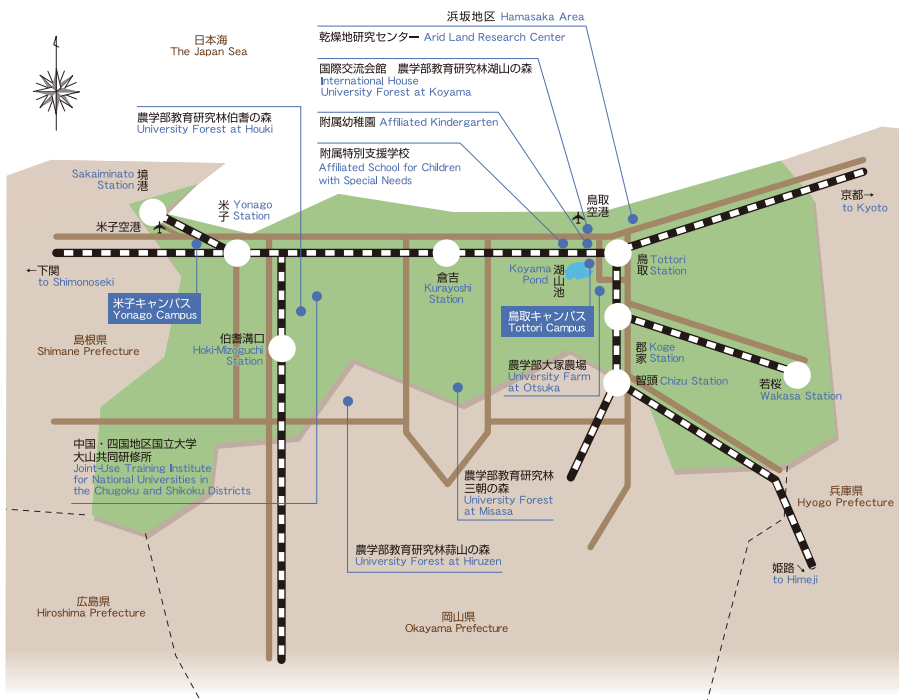 浜坂地区 Hamasaka Area
乾燥地研究センター Arid Land Research Center
日本海
The Japan Sea
国際交流会館　農学部教育研究林湖山の森
International House
University Forest at Koyama
農学部教育研究林伯耆の森
University Forest at Houki
附属幼稚園 Affiliated Kindergarten
附属特別支援学校
Affiliated School for Children
with Special Needs
Sakaiminato
Station
境港
米子
Yonago
Station
鳥取
空港
米子空港
京都→
to Kyoto
←下関
to Shimonoseki
倉吉
Kurayoshi
Station
Koyama
Pond
湖山池
鳥取
Tottori
Station
米子キャンパス
Yonago Campus
鳥取キャンパス
Tottori Campus
島根県
Shimane Prefecture
伯耆溝口
Hoki-Mizoguchi
Station
郡家
Koge
Station
農学部大塚農場
University Farm
at Otsuka
智頭 Chizu Station
若桜
Wakasa Station
中国・四国地区国立大学
大山共同研修所
Joint-Use Training Institute
for National Universities in
the Chugoku and Shikoku Districts
農学部教育研究林
三朝の森
University Forest
at Misasa
兵庫県
Hyogo Prefecture
農学部教育研究林蒜山の森
University Forest at Hiruzen
姫路↘
to Himeji
広島県
Hiroshima Prefecture
岡山県
Okayama Prefecture